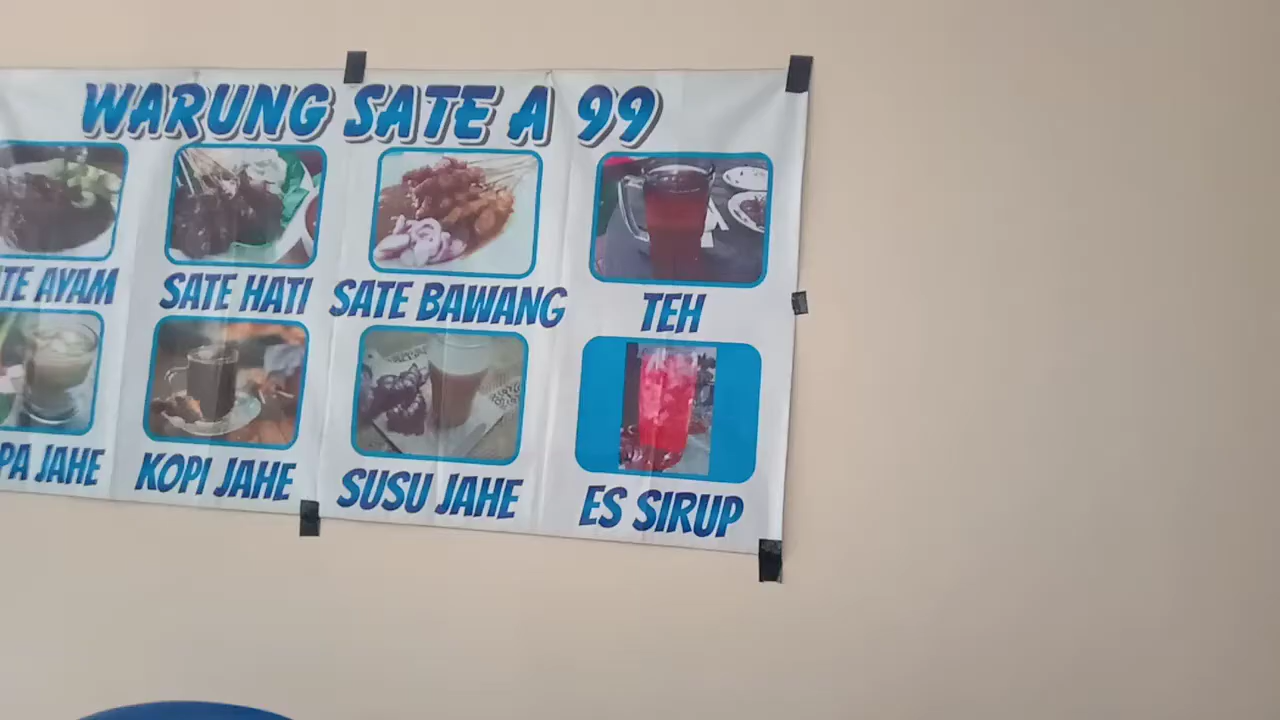 WARUNG SATE A 99
TE AYAM
SATE HATI
SATE BAWANG
TEH
PA JAHE
KOPI JAHE
SUSU JAHE
ES SIRUP